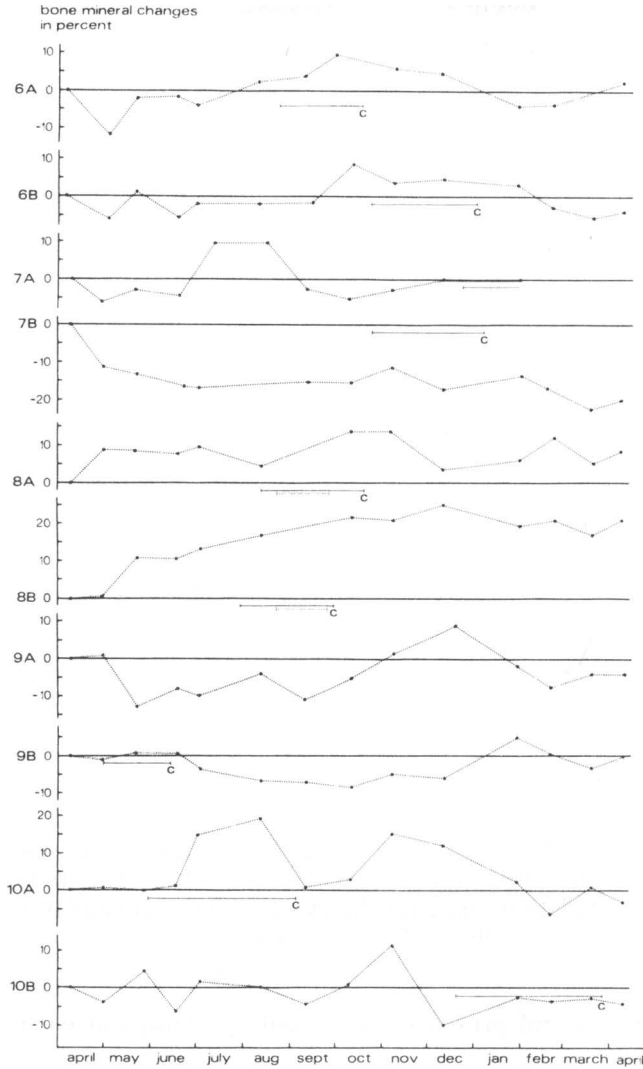 bone mineral changes
in percent
10
6A 0
-10
C
10
6B 0
C
10
7A 0
7B 0
C
-10
-20
10
8A 0
C
20
10
8B 0
C
10
9A 0
-10
9B 0
C
-10
20
10
10A 0
C
10
10B 0
C
-10
april may june july aug sept oct nov dec jan febr march april